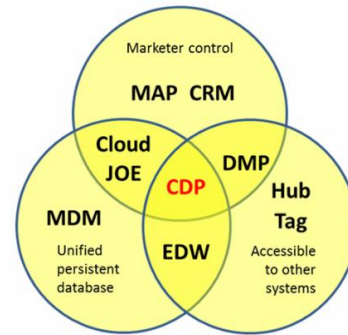 Marketer control
MAP CRM
Cloud
JOE
DMP
CDP
MDM
Unified
persistent
database
EDW
Hub
Tag
Accessible
to other
systems